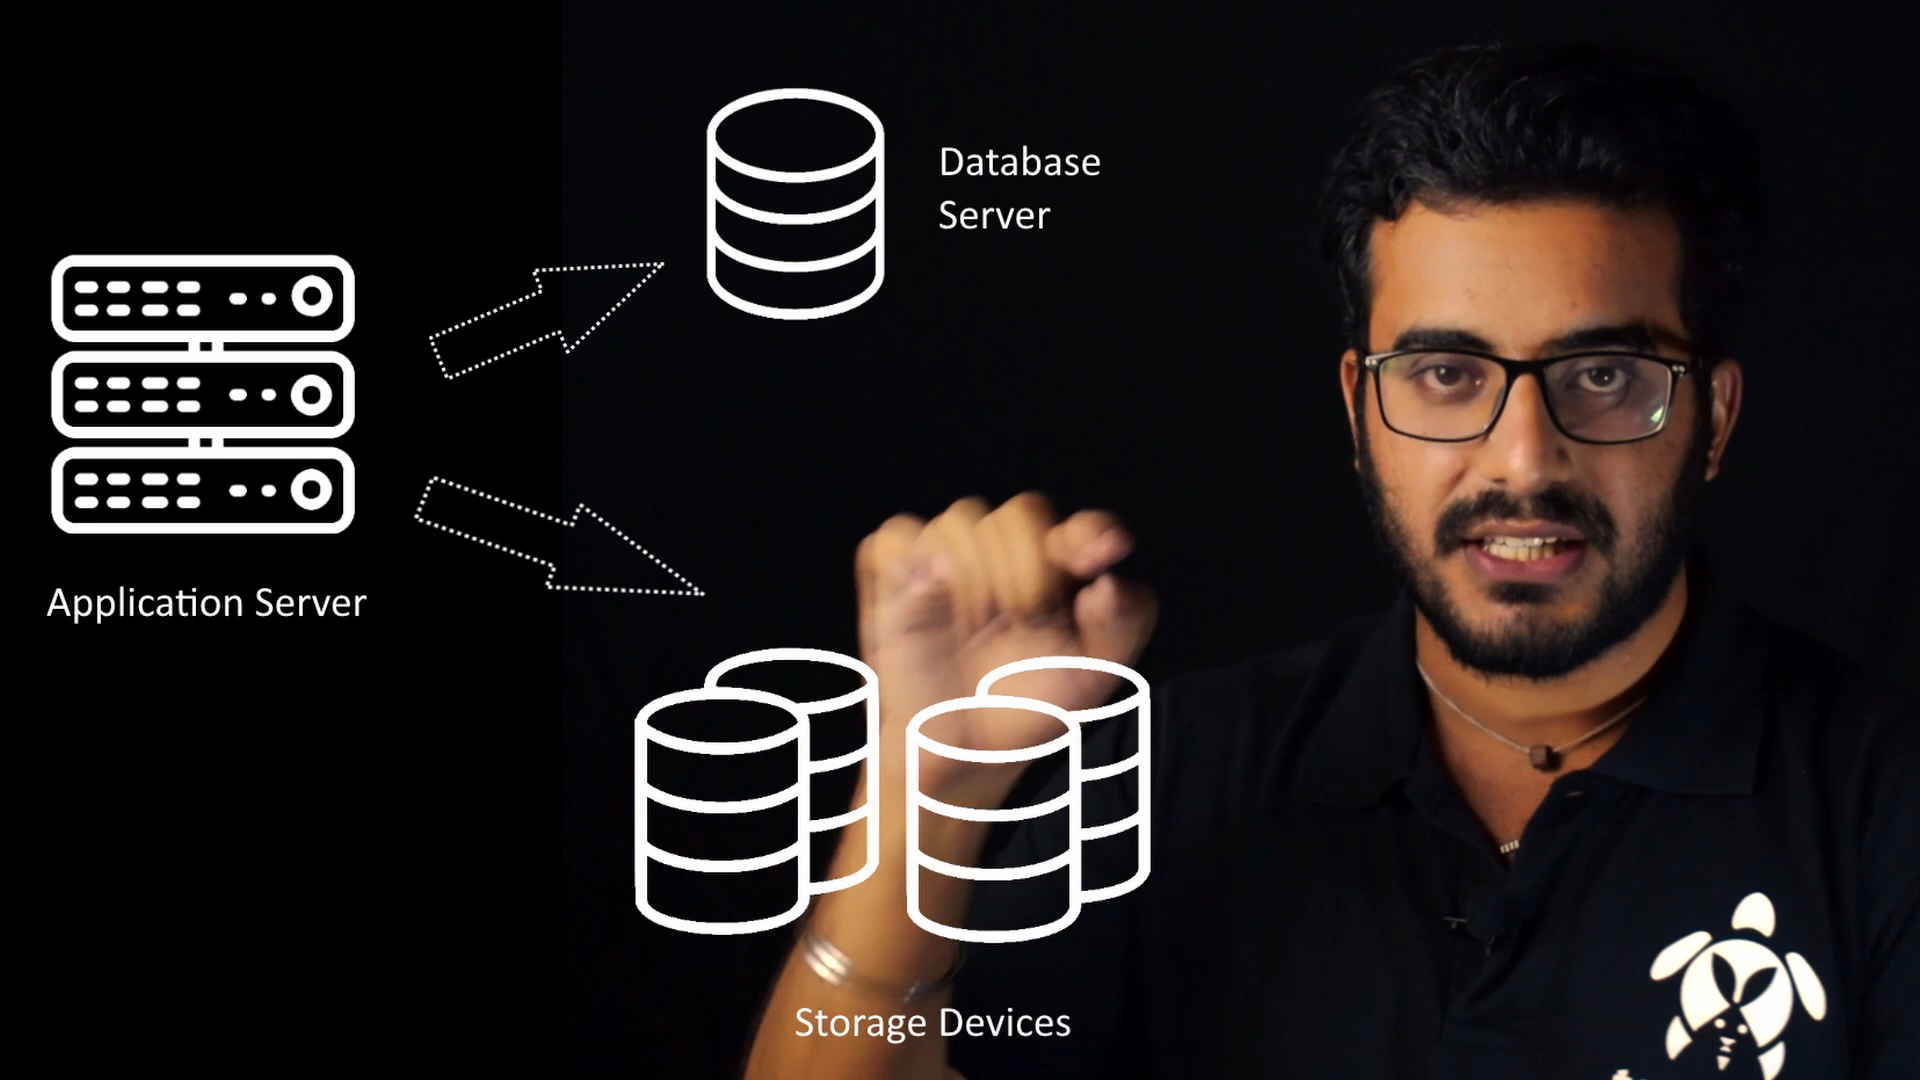 Database
Server
Application Server
Storage Devices